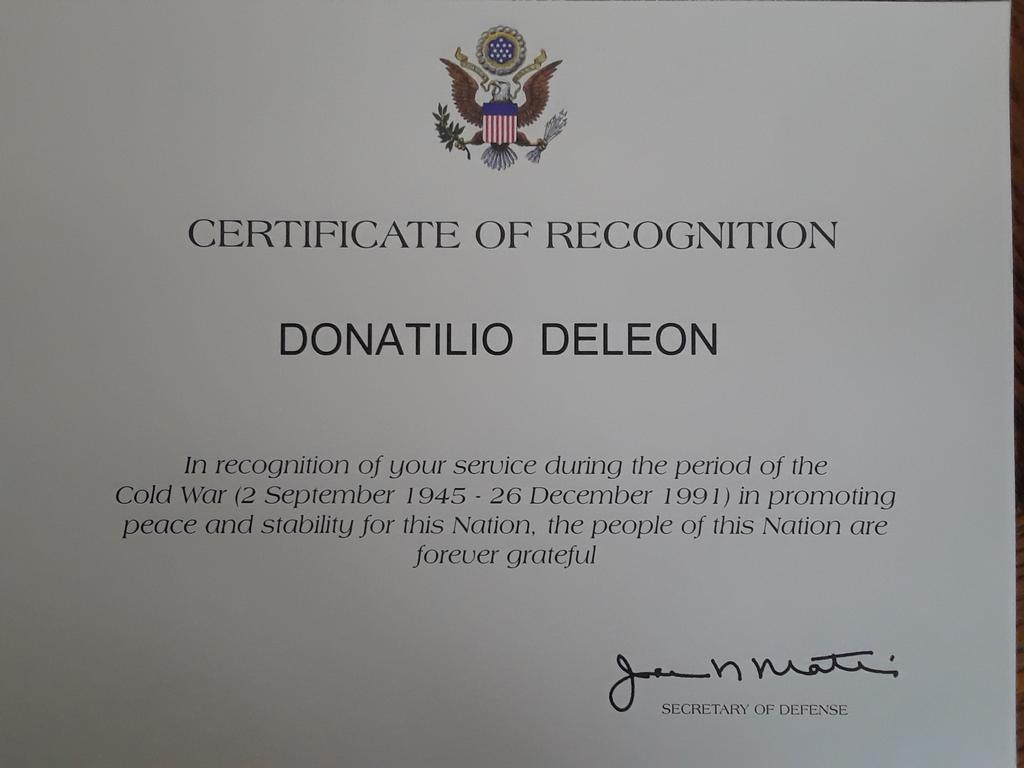 CERTIFICATE OF RECOGNITION
DONATILIO DELEON
In recognition of your service during the period of the
Cold War (2 September 1945 - 26 December 1991) in promoting
peace and stability for this Nation, the people of this Nation are
forever grateful
SECRETARY OF DEFENSE